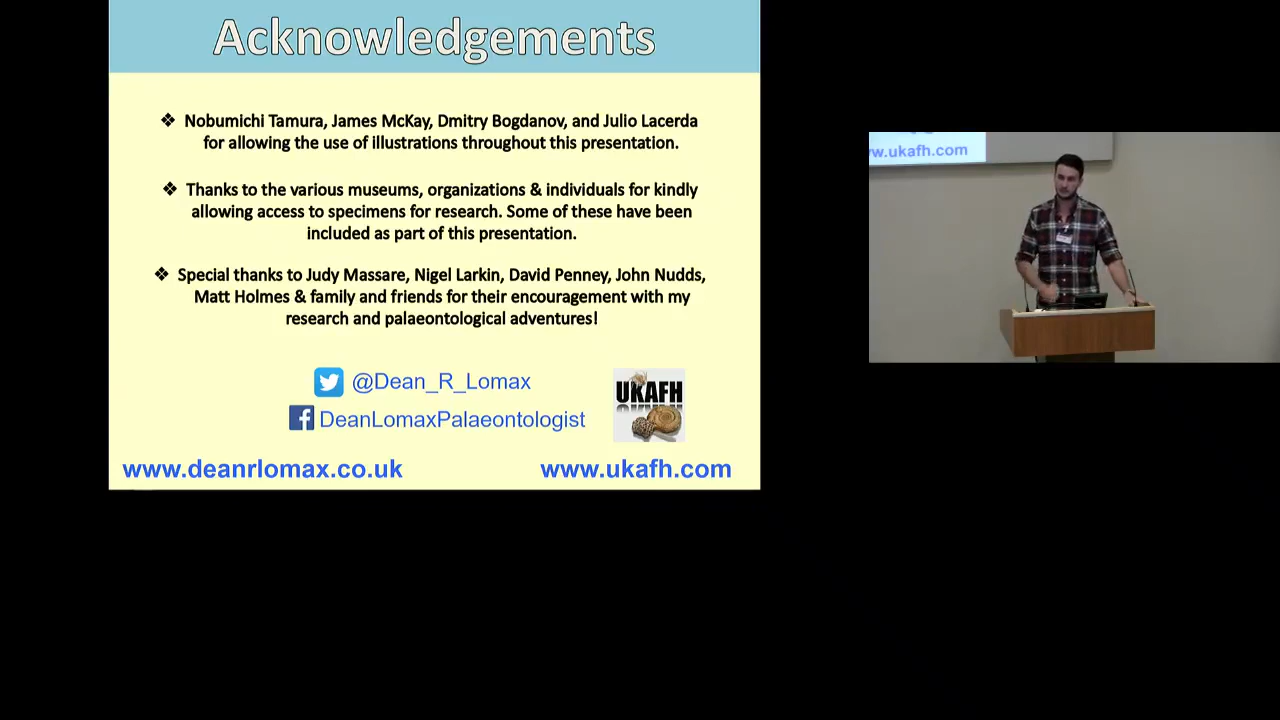 Acknowledgements
❖ Nobumichi Tamura, James McKay, Dmitry Bogdanov, and Julio Lacerda
for allowing the use of illustrations throughout this presentation.
❖ Thanks to the various museums, organizations & individuals for kindly
allowing access to specimens for research. Some of these have been
included as part of this presentation.
❖ Special thanks to Judy Massare, Nigel Larkin, David Penney, John Nudds,
Matt Holmes & family and friends for their encouragement with my
research and palaeontological adventures!
@Dean_R_Lomax
DeanLomaxPalaeontologist
UKAFH
www.deanrlomax.co.uk
www.ukafh.com
w.ukafh.com